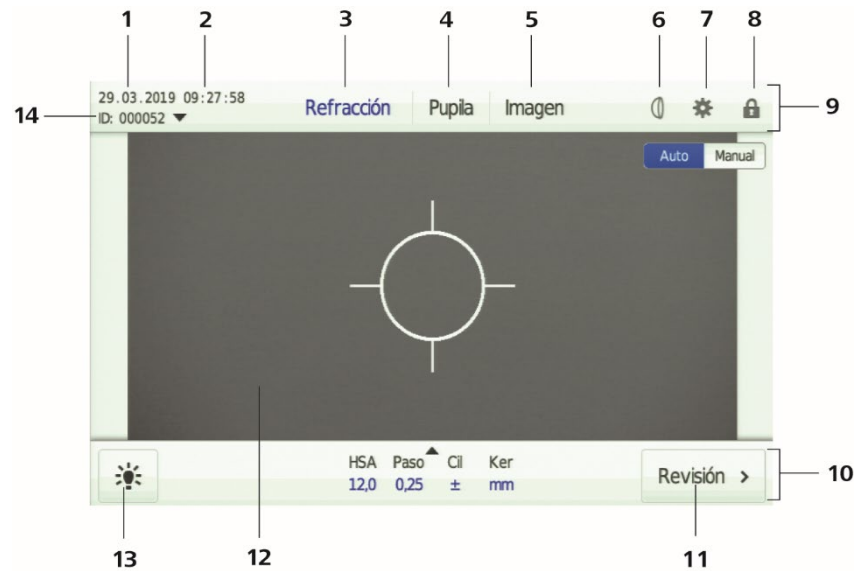 1 2 3 4 5 6 7 8
29.03.2019 09:27:58 Refracción Pupila Imagen 9
14 ID: 000052 ▼
Auto Manual
HSA Paso Cil Ker
12,0 0,25 ± mm
Revisión > 10
13 12 11